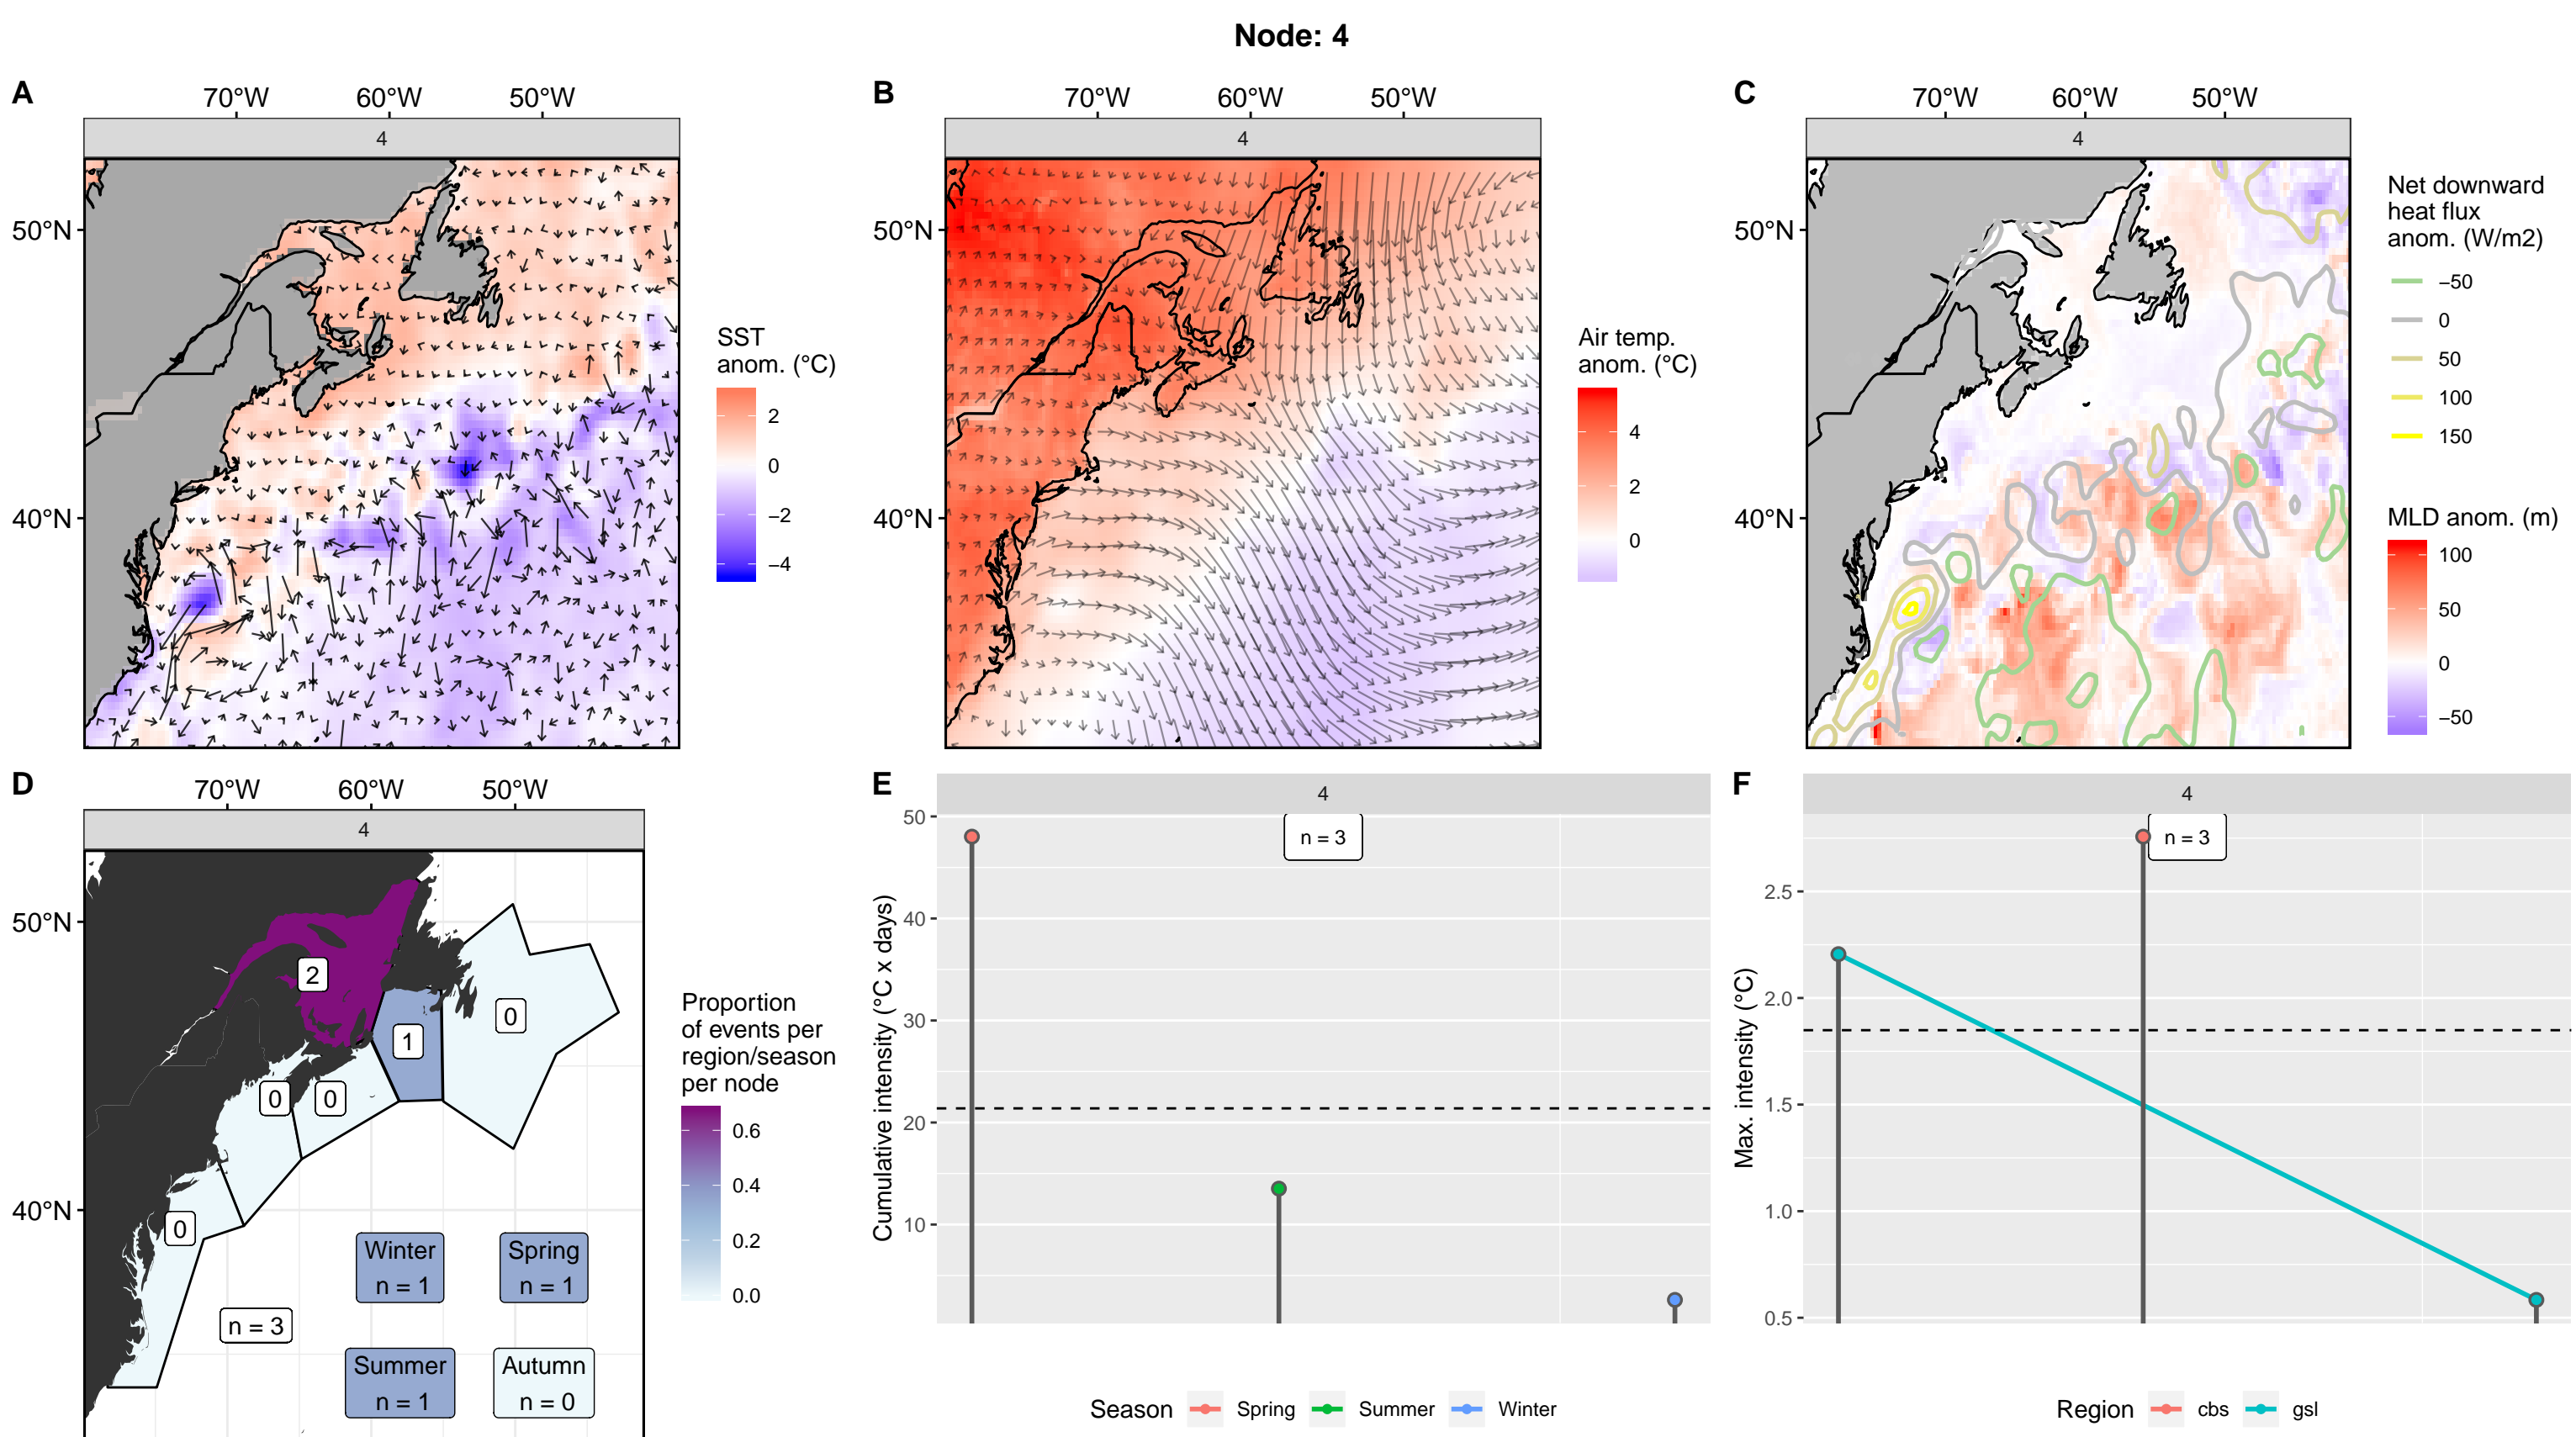 Node: 4
A
70°W 60°W 50°W
4
50°N
40°N
SST
anom. (°C)
2
0
−2
−4
B
70°W 60°W 50°W
4
50°N
40°N
Air temp.
anom. (°C)
4
2
0
C
70°W 60°W 50°W
4
50°N
40°N
Net downward
heat flux
anom. (W/m2)
−50
0
50
100
150
MLD anom. (m)
100
50
0
−50
D
70°W 60°W 50°W
4
50°N
40°N
2
1
0
0
0
0
n = 3
Winter
n = 1
Spring
n = 1
Summer
n = 1
Autumn
n = 0
Proportion
of events per
region/season
per node
0.6
0.4
0.2
0.0
E
4
n = 3
Cumulative intensity (°C x days)
50
40
30
20
10
Season Spring Summer Winter
F
4
n = 3
Max. intensity (°C)
2.5
2.0
1.5
1.0
0.5
Region cbs gsl